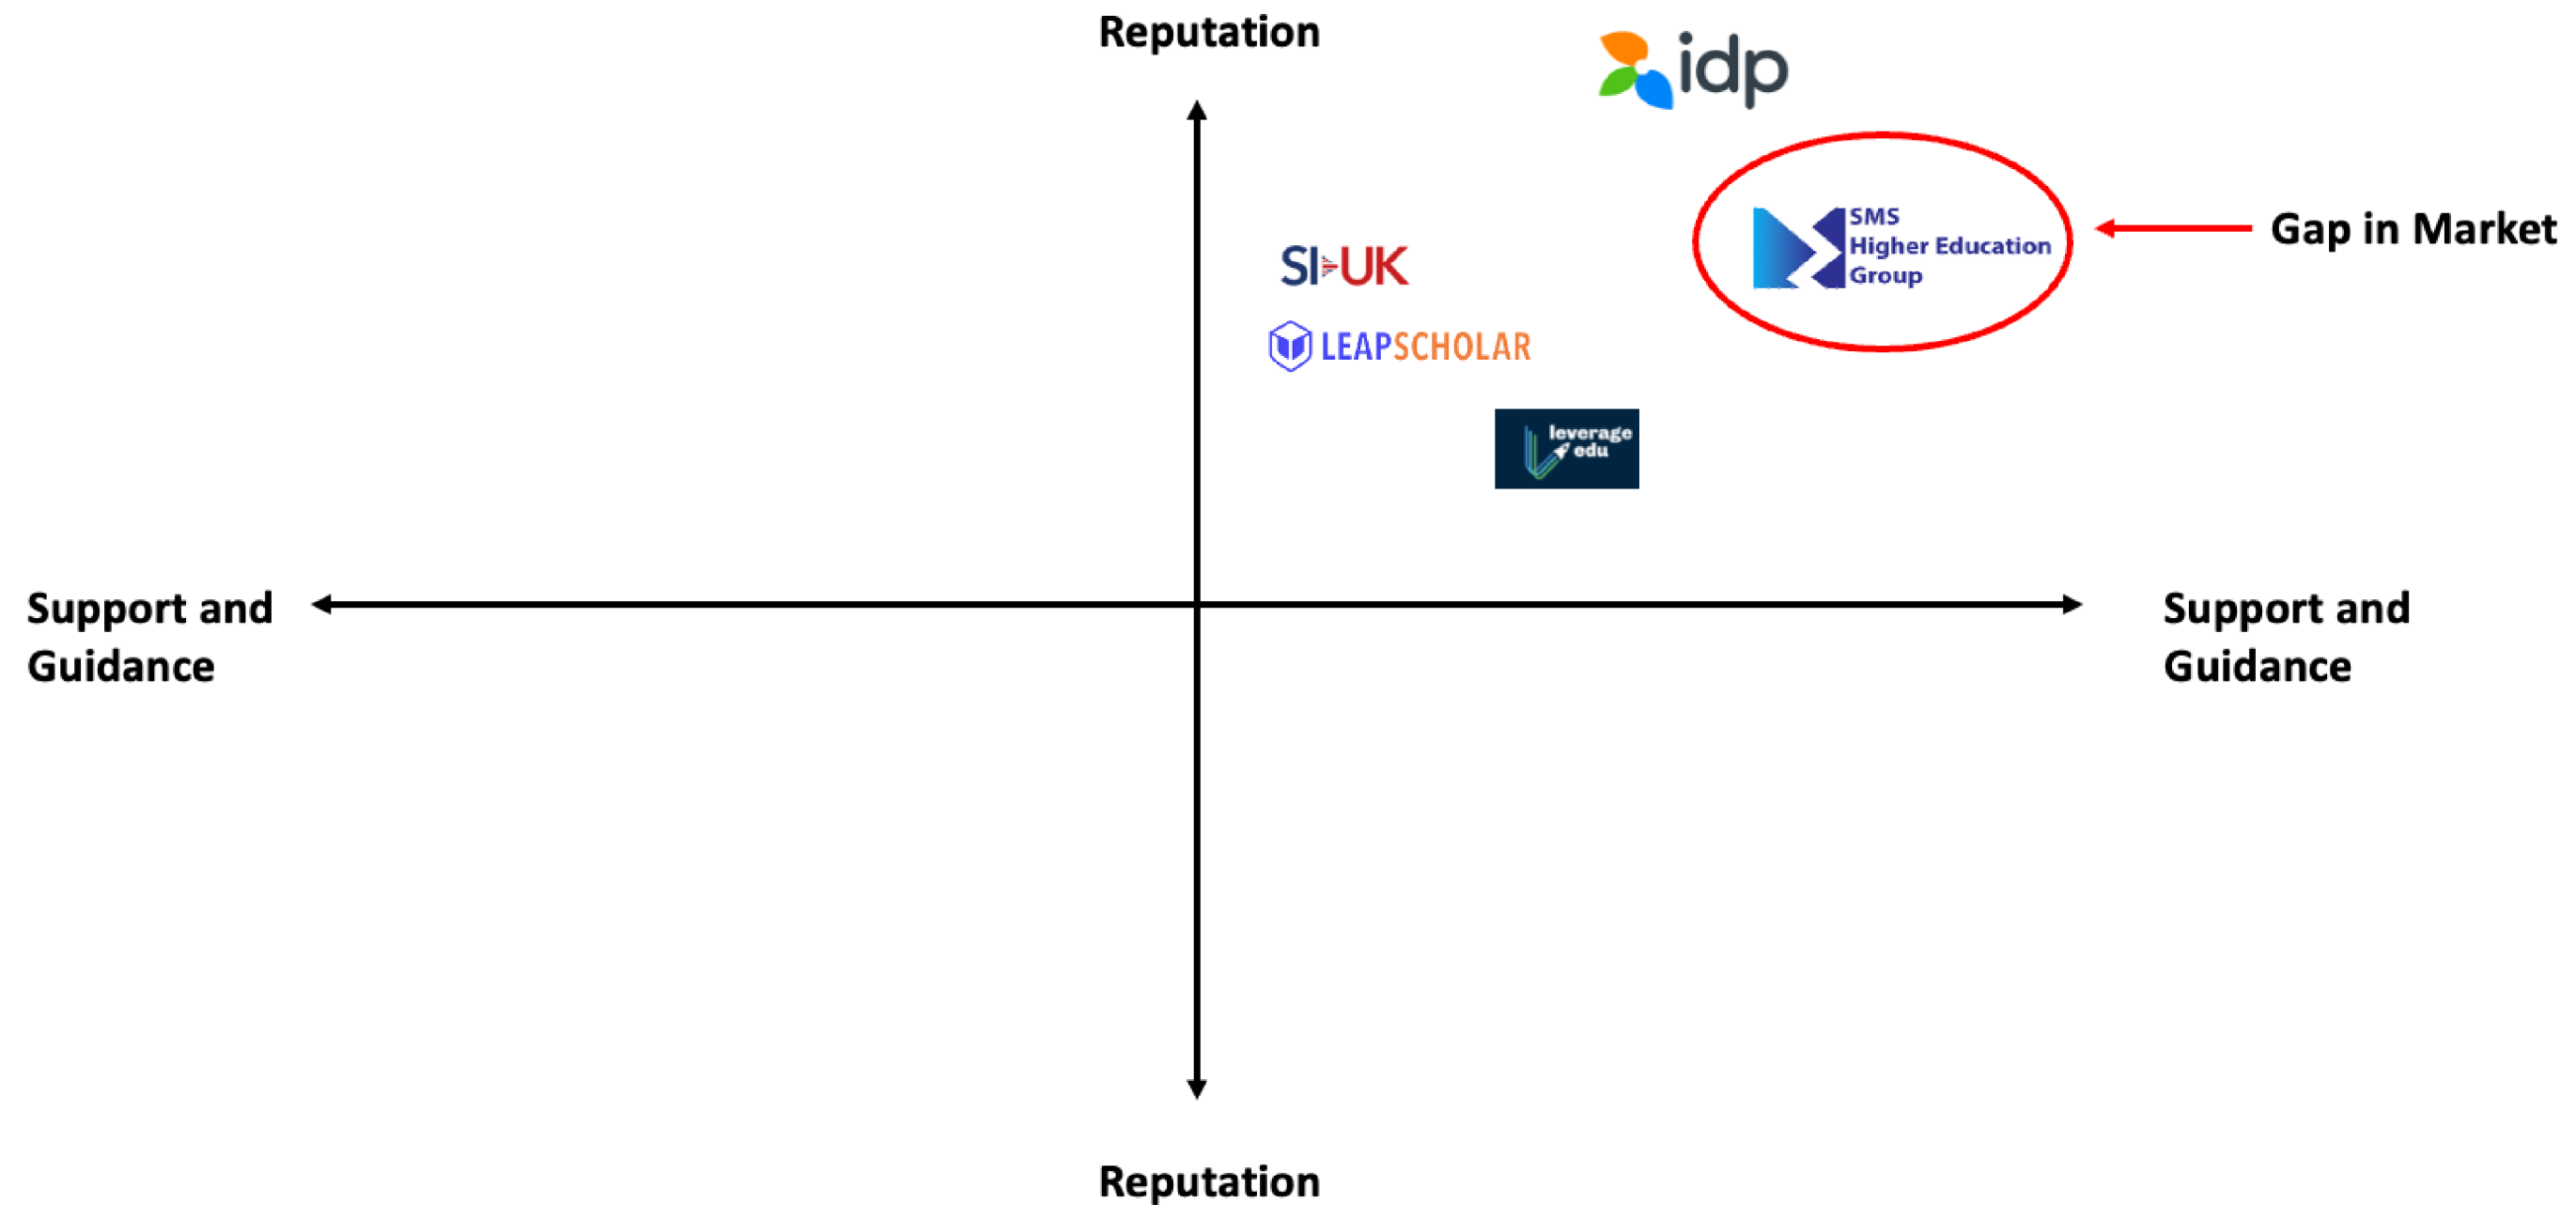 Reputation
idp
SMS
Higher Education
Group
Gap in Market
SI-UK
LEAPSCHOLAR
leverage
edu
Support and
Guidance
Support and
Guidance
Reputation